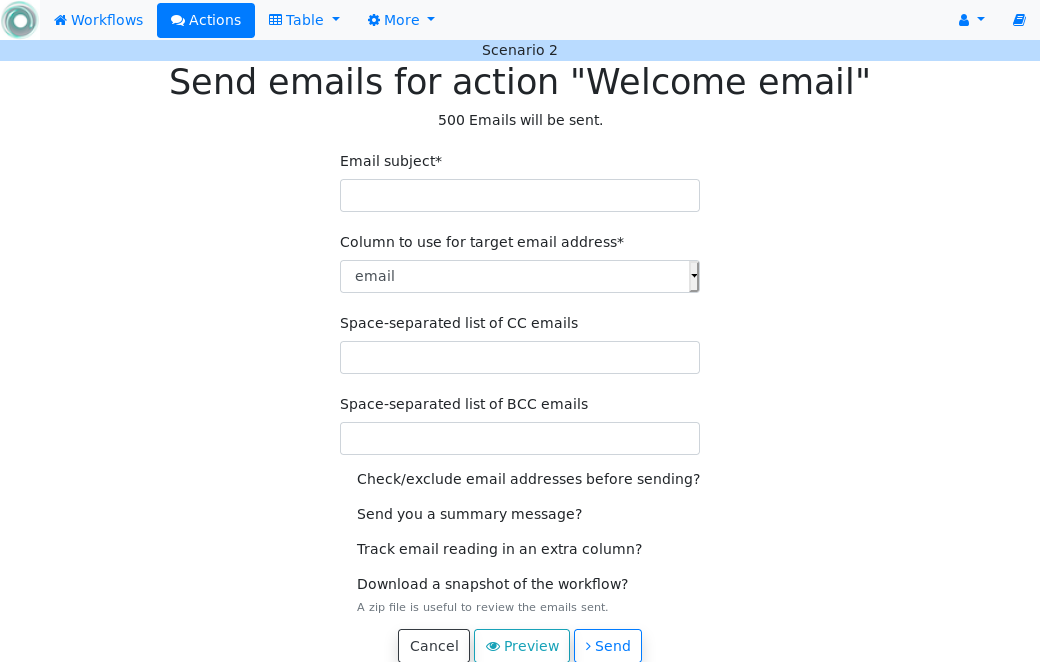 Workflows Actions Table More
Scenario 2
Send emails for action "Welcome email"
500 Emails will be sent.
Email subject*
Column to use for target email address*
email
Space-separated list of CC emails
Space-separated list of BCC emails
Check/exclude email addresses before sending?
Send you a summary message?
Track email reading in an extra column?
Download a snapshot of the workflow?
A zip file is useful to review the emails sent.
Cancel Preview Send